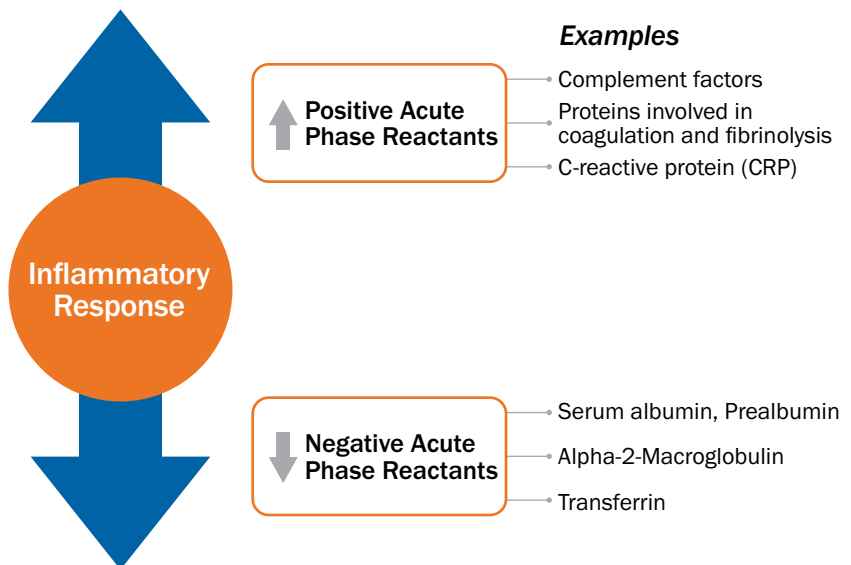 Examples
Positive Acute
Phase Reactants
Complement factors
Proteins involved in
coagulation and fibrinolysis
C-reactive protein (CRP)
Inflammatory
Response
Negative Acute
Phase Reactants
Serum albumin, Prealbumin
Alpha-2-Macroglobulin
Transferrin